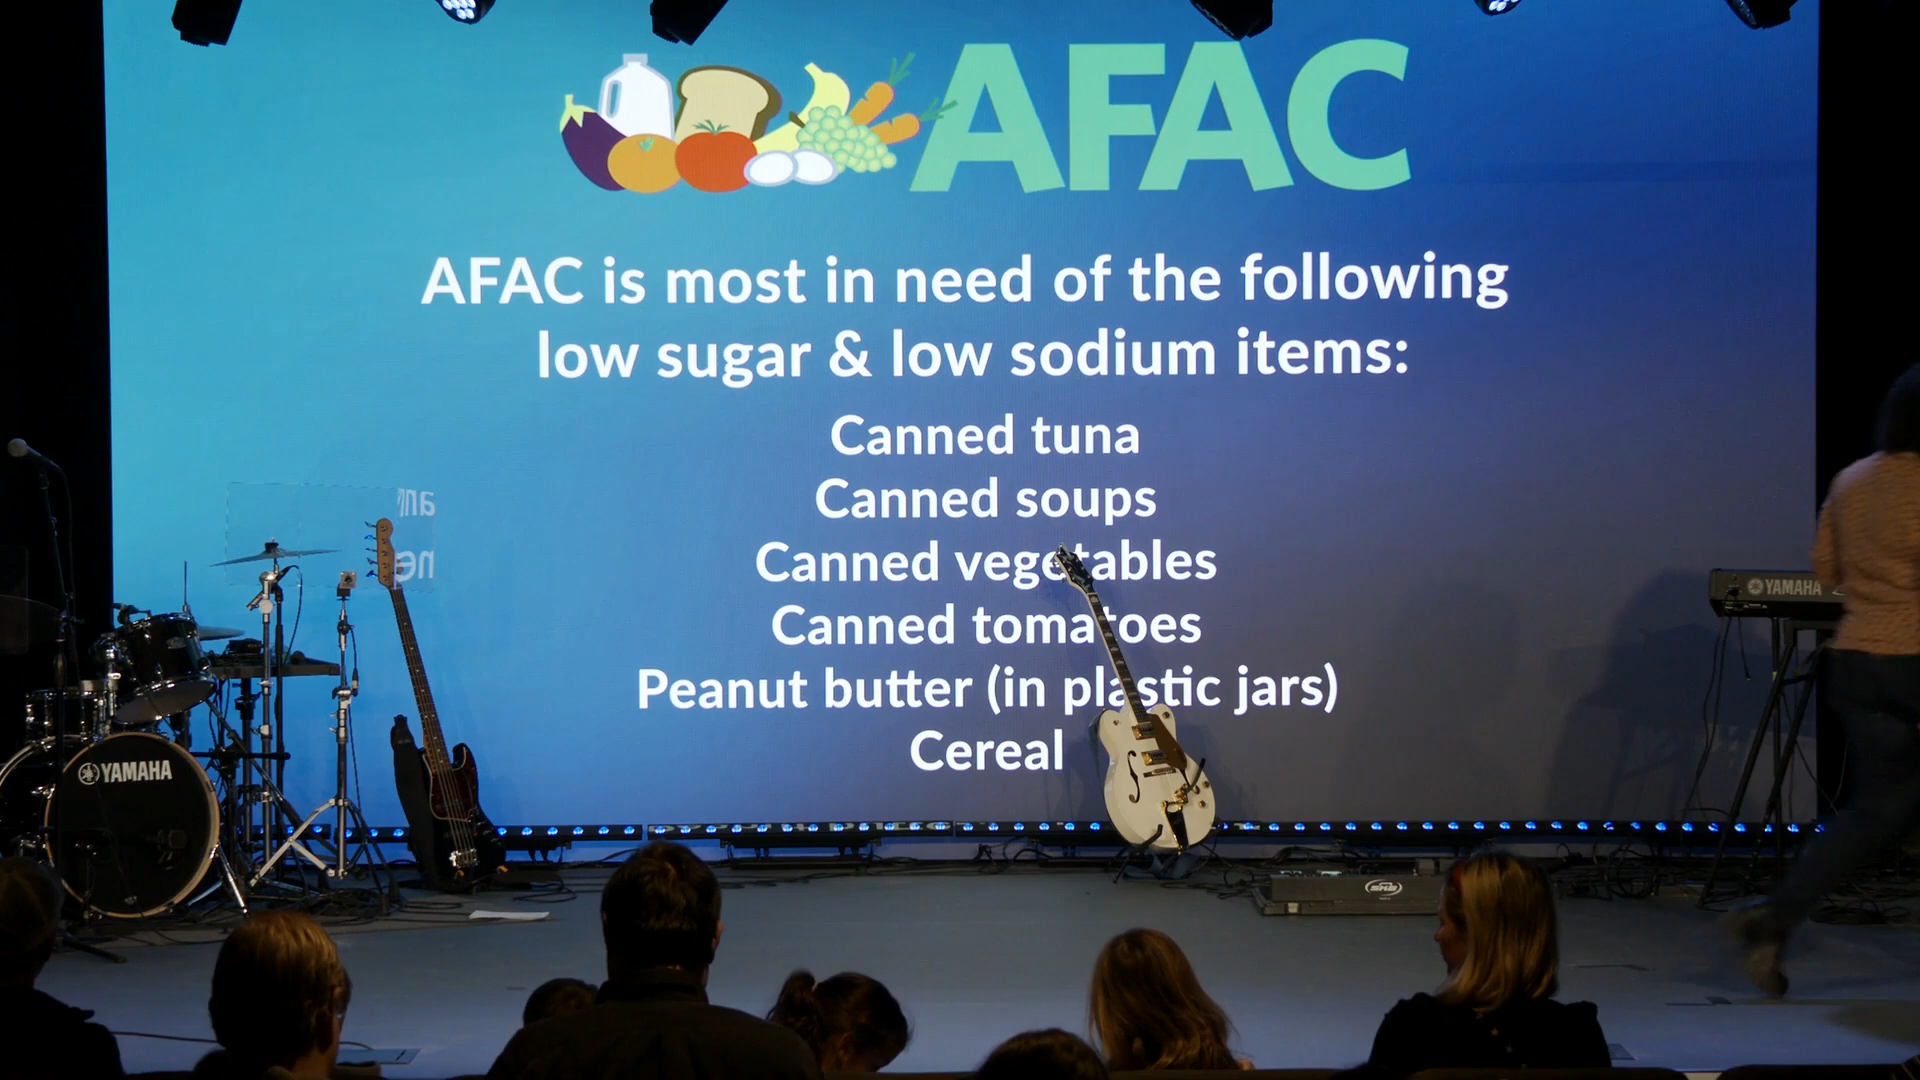 AFAC
AFAC is most in need of the following
low sugar & low sodium items:
Canned tuna
Canned soups
Canned vegetables
Canned tomatoes
Peanut butter (in plastic jars)
Cereal
YAMAHA
YAMAHA